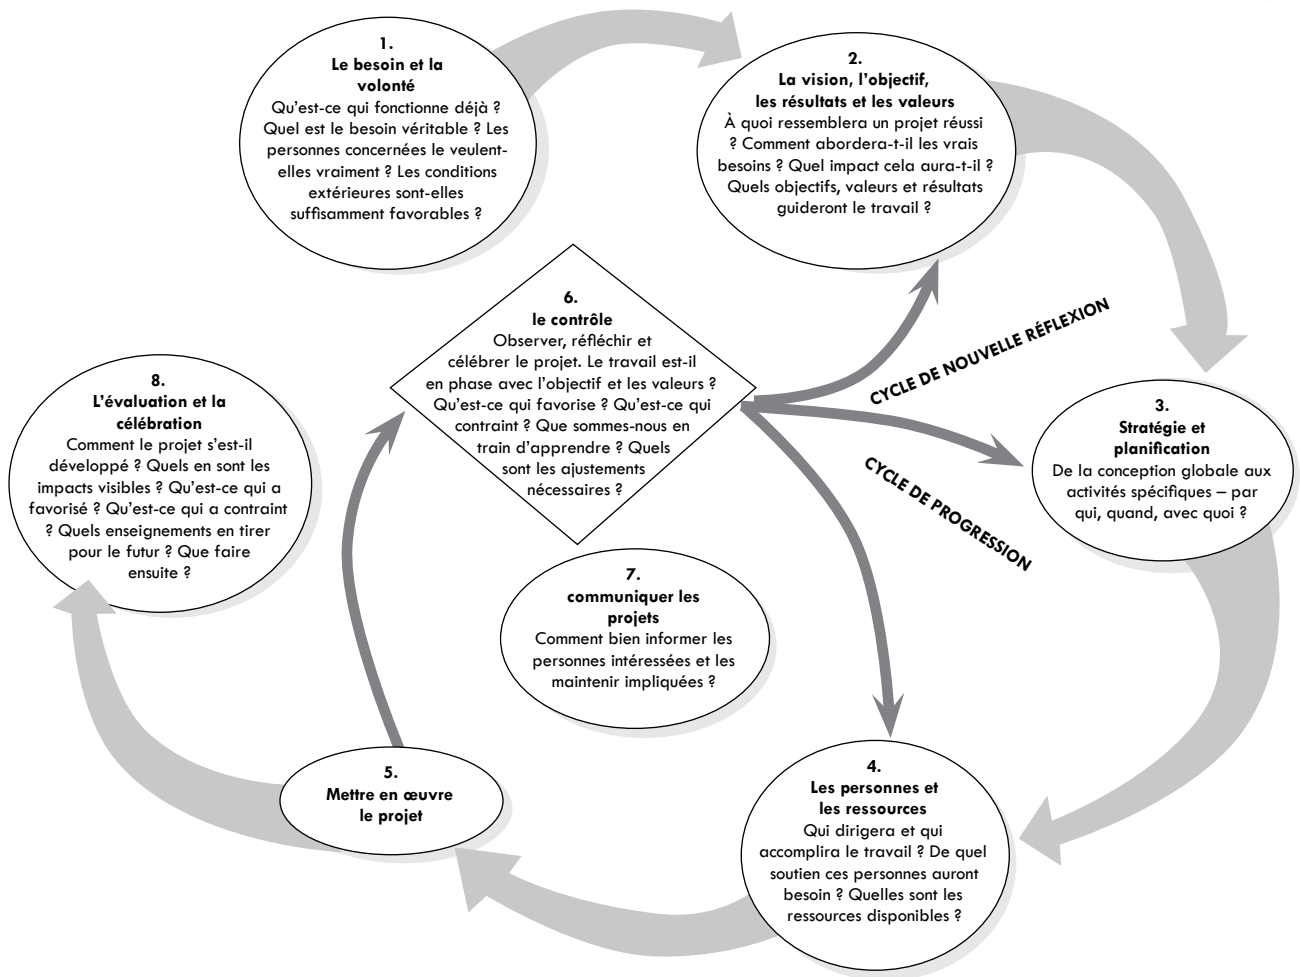 1.
Le besoin et la
volonté
Qu'est-ce qui fonctionne déjà ?
Quel est le besoin véritable ? Les
personnes concernées le veulent-
elles vraiment ? Les conditions
extérieures sont-elles
suffisamment favorables ?
2.
La vision, l'objectif,
les résultats et les valeurs
À quoi ressemblera un projet réussi
? Comment abordera-t-il les vrais
besoins ? Quel impact cela aura-t-il ?
Quels objectifs, valeurs et résultats
guideront le travail ?
3.
Stratégie et
planification
De la conception globale aux
activités spécifiques – par
qui, quand, avec quoi ?
4.
Les personnes et
les ressources
Qui dirigera et qui
accomplira le travail ? De quel
soutien ces personnes auront
besoin ? Quelles sont les
ressources disponibles ?
5.
Mettre en œuvre
le projet
6.
le contrôle
Observer, réfléchir et
célébrer le projet. Le travail est-il
en phase avec l'objectif et les valeurs ?
Qu'est-ce qui favorise ? Qu'est-ce qui
contraint ? Que sommes-nous en
train d'apprendre ? Quels
sont les ajustements
nécessaires ?
CYCLE DE NOUVELLE RÉFLEXION
CYCLE DE PROGRESSION
7.
communiquer les
projets
Comment bien informer les
personnes intéressées et les
maintenir impliquées ?
8.
L'évaluation et la
célébration
Comment le projet s'est-il
développé ? Quels en sont les
impacts visibles ? Qu'est-ce qui a
favorisé ? Qu'est-ce qui a contraint
? Quels enseignements en tirer
pour le futur ? Que faire
ensuite ?